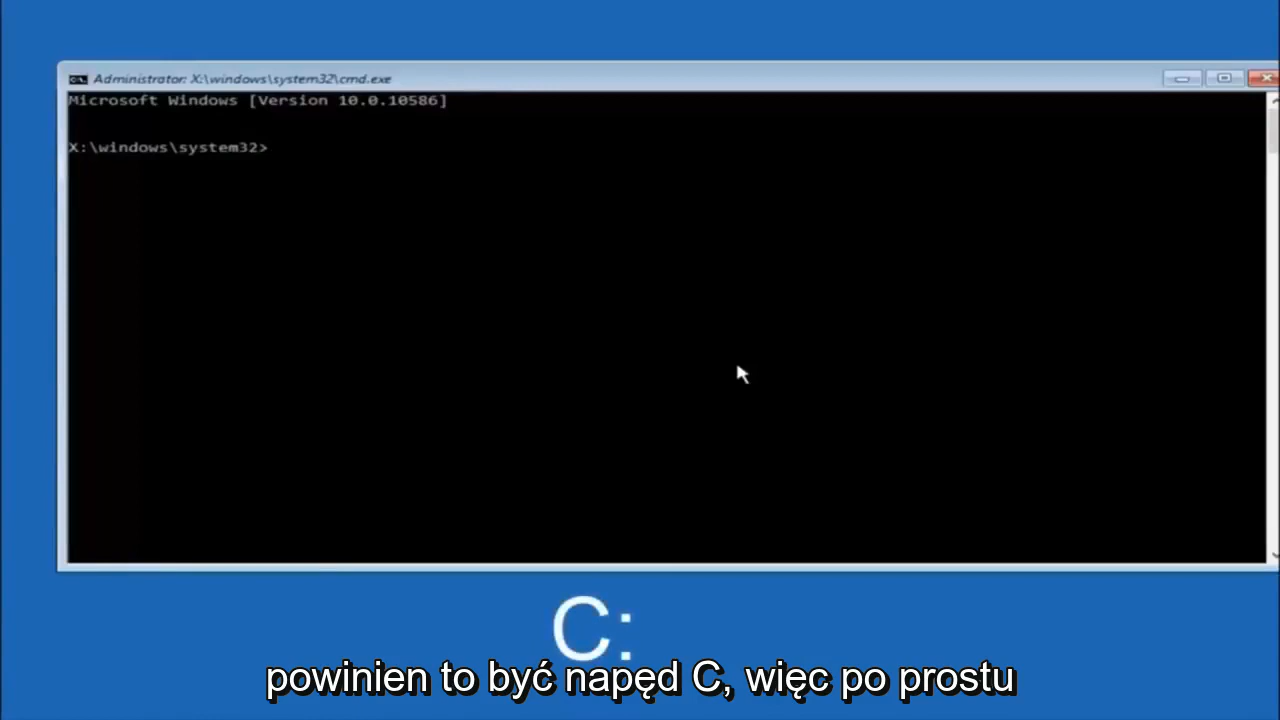 Administrator: X:\windows\system32\cmd.exe
Microsoft Windows [Version 10.0.10586]
X:\windows\system32>
C:
powinien to być napęd C, więc po prostu